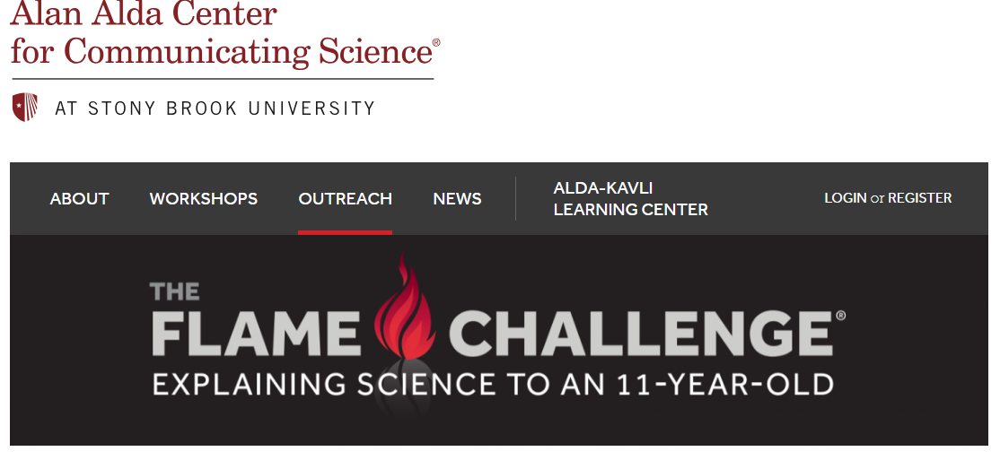 Alan Alda Center
for Communicating Science®
AT STONY BROOK UNIVERSITY
ABOUT WORKSHOPS OUTREACH NEWS ALDA-KAVLI LEARNING CENTER LOGIN or REGISTER
THE
FLAME CHALLENGE®
EXPLAINING SCIENCE TO AN 11-YEAR-OLD